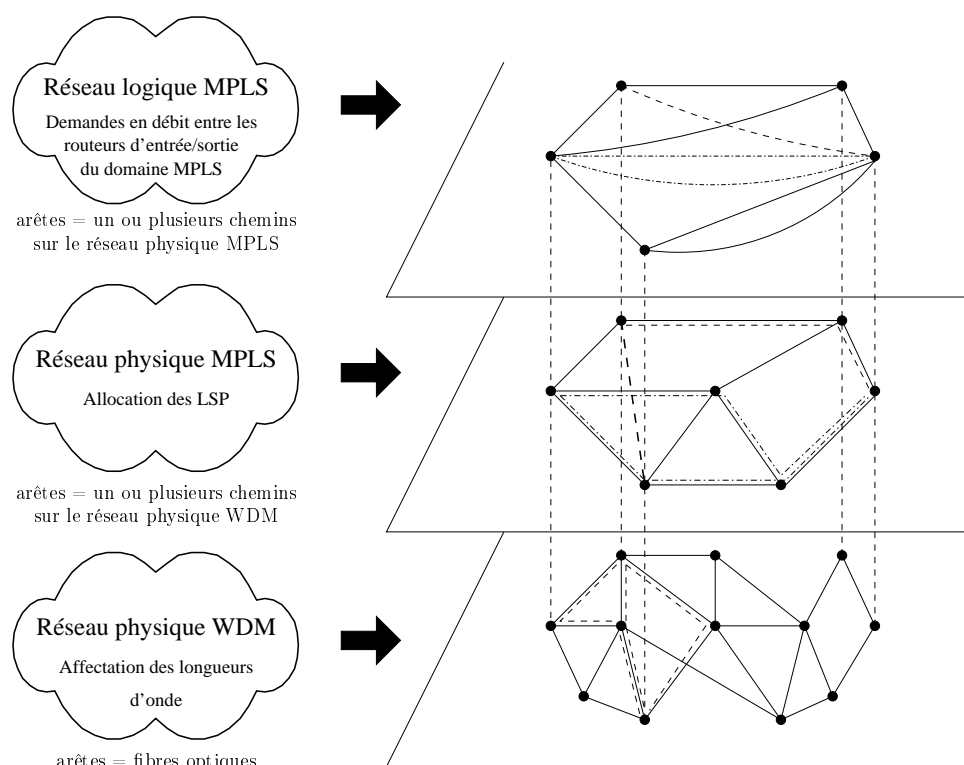 Réseau logique MPLS
Demandes en débit entre les
routeurs d'entrée/sortie
du domaine MPLS
arêtes = un ou plusieurs chemins
sur le réseau physique MPLS
Réseau physique MPLS
Allocation des LSP
arêtes = un ou plusieurs chemins
sur le réseau physique WDM
Réseau physique WDM
Affectation des longueurs
d'onde
arêtes = fibres optiques